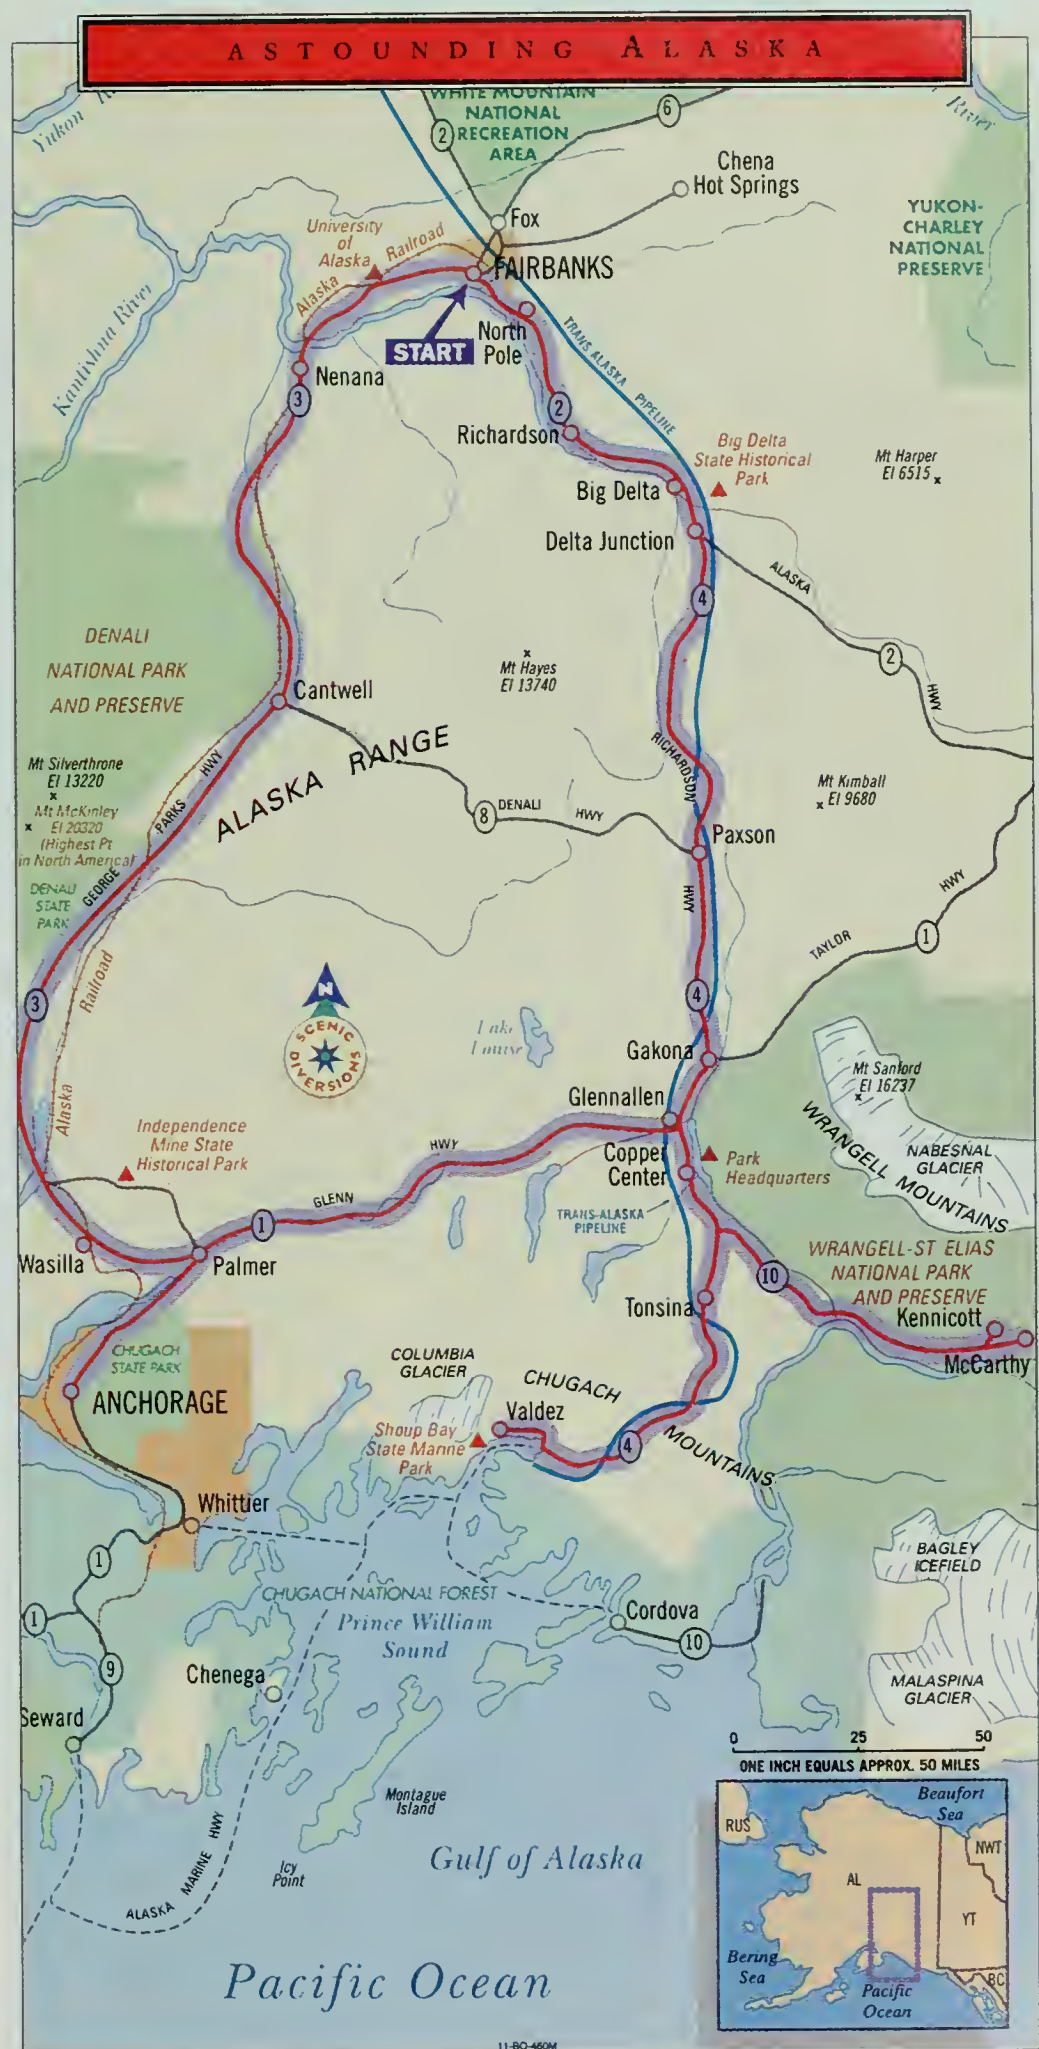 ASTOUNDING ALASKA
Yukon
River
WHITE MOUNTAIN
NATIONAL
RECREATION
AREA
2
6
Chena
Hot Springs
Fox
YUKON-
CHARLEY
NATIONAL
PRESERVE
University
of
Alaska
Alaska
Railroad
FAIRBANKS
START
North
Pole
TRANS ALASKA PIPELINE
Kantishna River
Nenana
3
2
Richardson
Big Delta
State Historical
Park
Mt Harper
El 6515
Big Delta
Delta Junction
ALASKA
2
HWY
4
DENALI
NATIONAL PARK
AND PRESERVE
Mt Hayes
El 13740
Cantwell
ALASKA RANGE
RICHARDSON
HWY
Mt Silverthrone
El 13220
Mt McKinley
El 20320
(Highest Pt
in North America)
DENALI
STATE
PARK
GEORGE
PARKS
HWY
8
DENALI
HWY
Mt Kimball
El 9680
Paxson
TAYLOR
1
HWY
3
Railroad
Alaska
N
SCENIC
DIVERSIONS
Lake
Louise
4
Gakona
Mt Sanford
El 16237
WRANGELL MOUNTAINS
NABESNAL
GLACIER
Glennallen
Independence
Mine State
Historical Park
HWY
Copper
Center
Park
Headquarters
GLENN
1
TRANS-ALASKA
PIPELINE
Wasilla
Palmer
WRANGELL-ST ELIAS
NATIONAL PARK
AND PRESERVE
10
Tonsina
Kennicott
McCarthy
CHUGACH
STATE PARK
ANCHORAGE
COLUMBIA
GLACIER
CHUGACH
MOUNTAINS
Valdez
Shoup Bay
State Marine
Park
4
Whittier
1
BAGLEY
ICEFIELD
CHUGACH NATIONAL FOREST
Prince William
Sound
Cordova
10
1
9
Chenega
MALASPINA
GLACIER
Seward
0 25 50
ONE INCH EQUALS APPROX. 50 MILES
Montague
Island
Icy
Point
ALASKA MARINE HWY
Gulf of Alaska
Pacific Ocean
Beaufort
Sea
RUS
NWT
AL
YT
Bering
Sea
BC
Pacific
Ocean
11-BO-460M